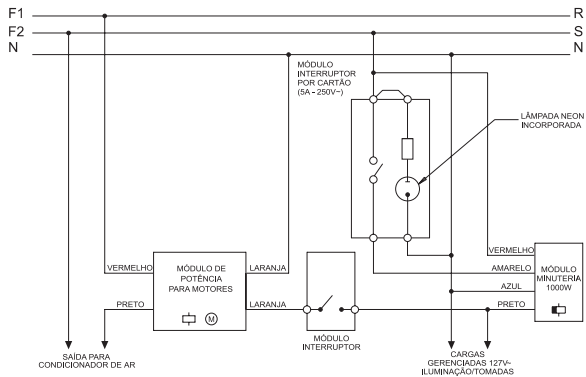 F1
R
F2
S
N
N
MÓDULO
INTERRUPTOR
POR CARTÃO
(5A - 250V~)
LÂMPADA NEON
INCORPORADA
VERMELHO
MÓDULO DE
POTÊNCIA
PARA MOTORES
M
LARANJA
PRETO
LARANJA
MÓDULO
INTERRUPTOR
VERMELHO
AMARELO
AZUL
PRETO
MÓDULO
MINUTERIA
1000W
SAÍDA PARA
CONDICIONADOR DE AR
CARGAS
GERENCIADAS 127V~
ILUMINAÇÃO/TOMADAS